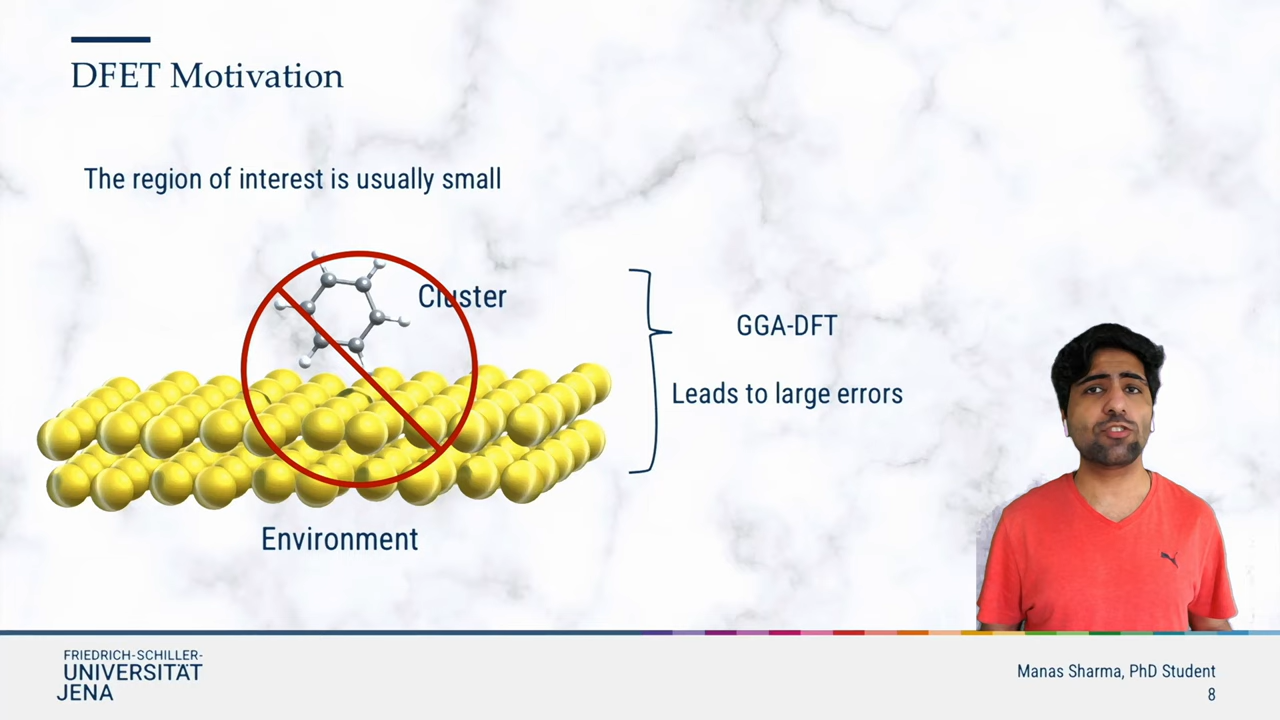 DFET Motivation
The region of interest is usually small
Cluster
GGA-DFT
Leads to large errors
Environment
FRIEDRICH-SCHILLER-
UNIVERSITÄT
JENA
Manas Sharma, PhD Student
8